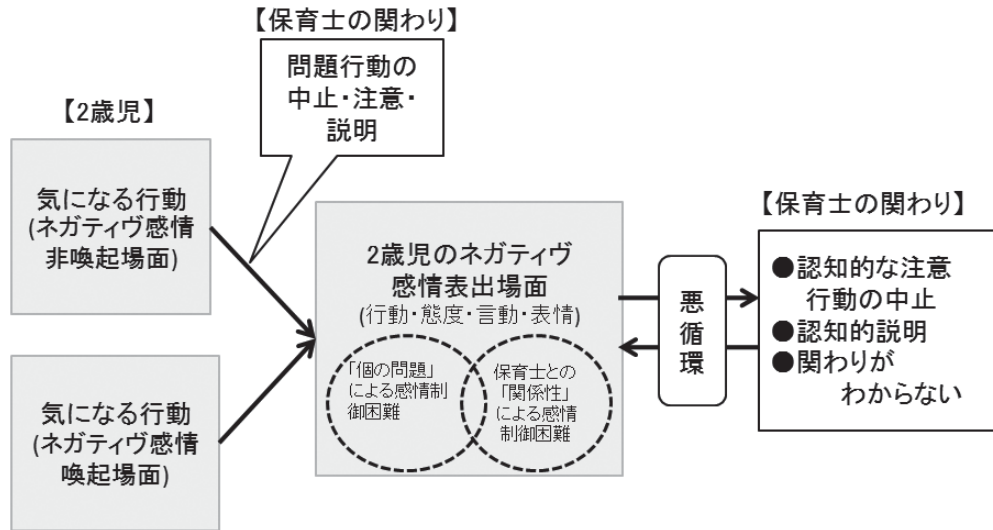 【保育士の関わり】
問題行動の
中止・注意・
説明
【2歳児】
気になる行動
(ネガティヴ感情
非喚起場面)
気になる行動
(ネガティヴ感情
喚起場面)
2歳児のネガティヴ
感情表出場面
(行動・態度・言動・表情)
「個の問題」
による感情制
御困難
保育士との
「関係性」
による感情
制御困難
悪
循
環
【保育士の関わり】
●認知的な注意
行動の中止
●認知的説明
●関わりが
わからない